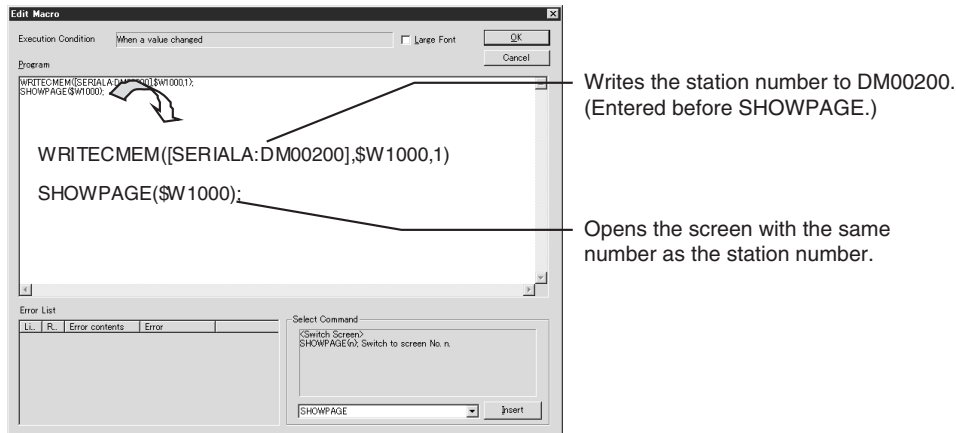 Edit Macro
Execution Condition When a value changed Large Font OK
Program Cancel
SHOWPAGE($W1000);
WRITECMEM([SERIALA:DM00200],$W1000,1)
SHOWPAGE($W1000);
Writes the station number to DM00200.
(Entered before SHOWPAGE.)
Opens the screen with the same
number as the station number.
Error List
Li.. R.. Error contents Error
Select Command
<Switch Screen>
SHOWPAGE(n); Switch to screen No. n.
SHOWPAGE Insert